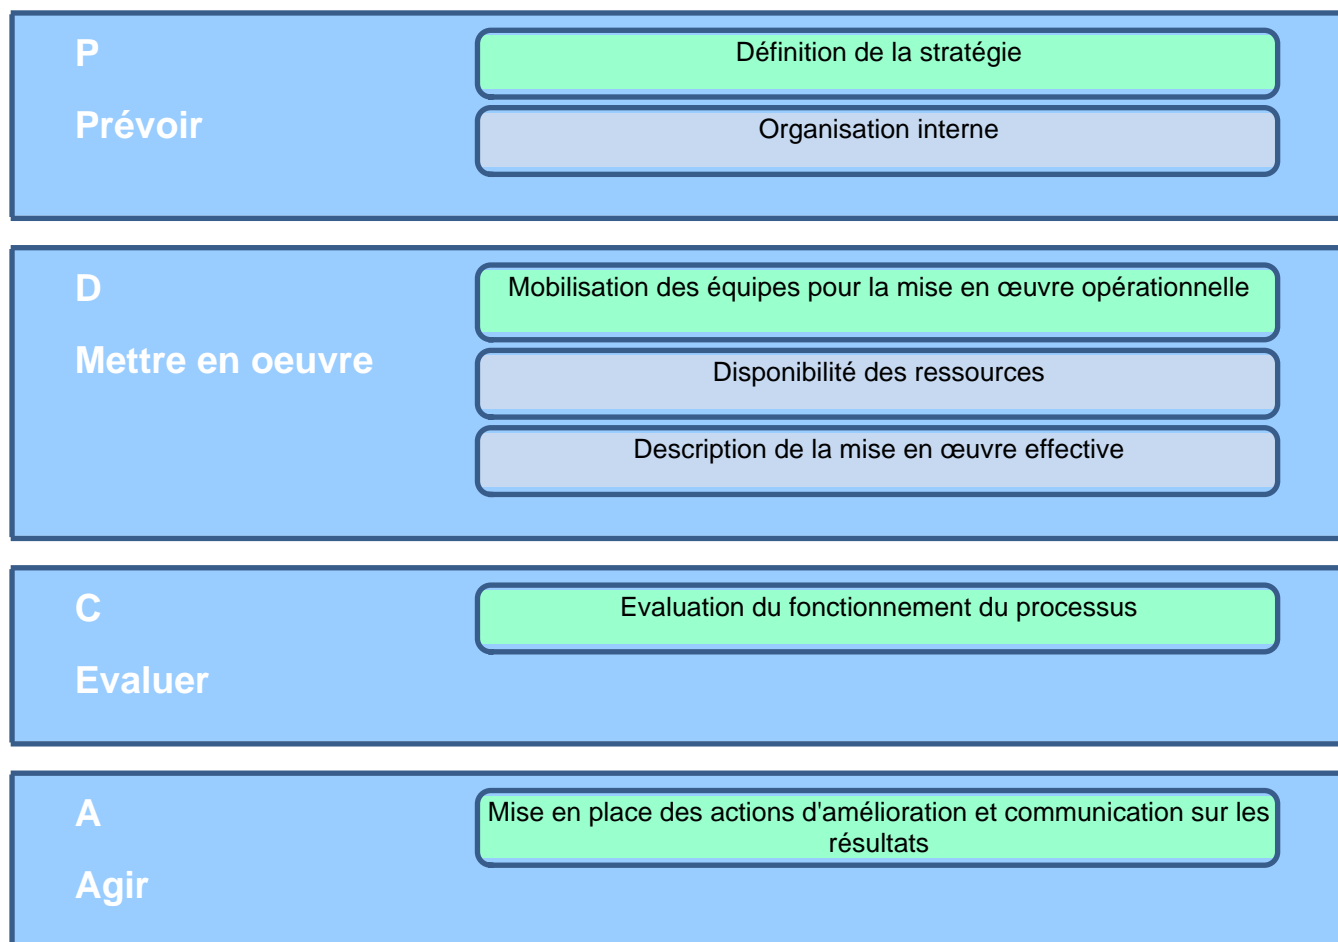 P
Prévoir
Définition de la stratégie
Organisation interne
D
Mettre en oeuvre
Mobilisation des équipes pour la mise en œuvre opérationnelle
Disponibilité des ressources
Description de la mise en œuvre effective
C
Evaluer
Evaluation du fonctionnement du processus
A
Agir
Mise en place des actions d'amélioration et communication sur les
résultats